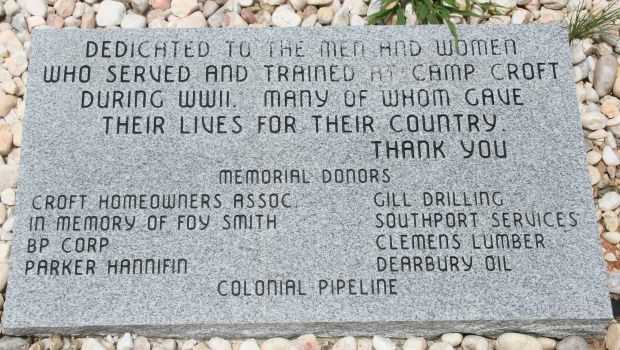 DEDICATED TO THE MEN AND WOMEN
WHO SERVED AND TRAINED AT CAMP CROFT
DURING WWII. MANY OF WHOM GAVE
THEIR LIVES FOR THEIR COUNTRY.
THANK YOU
MEMORIAL DONORS
CROFT HOMEOWNERS ASSOC. GILL DRILLING
IN MEMORY OF FOY SMITH SOUTHPORT SERVICES
BP CORP CLEMENS LUMBER
PARKER HANNIFIN DEARBURY OIL
COLONIAL PIPELINE